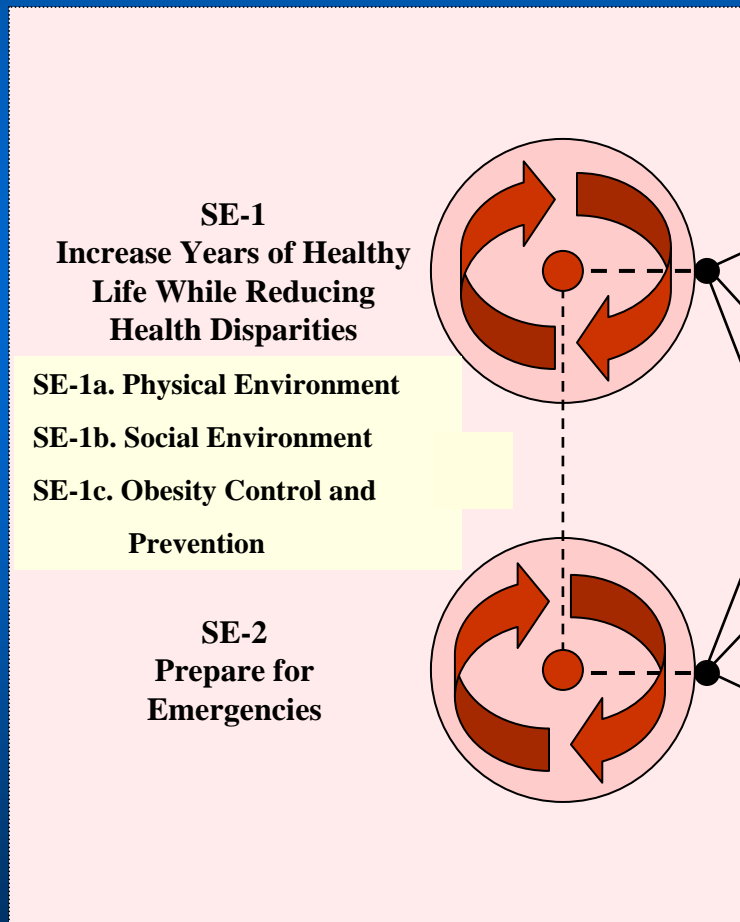 SE-1
Increase Years of Healthy
Life While Reducing
Health Disparities
SE-1a. Physical Environment
SE-1b. Social Environment
SE-1c. Obesity Control and
Prevention
SE-2
Prepare for
Emergencies